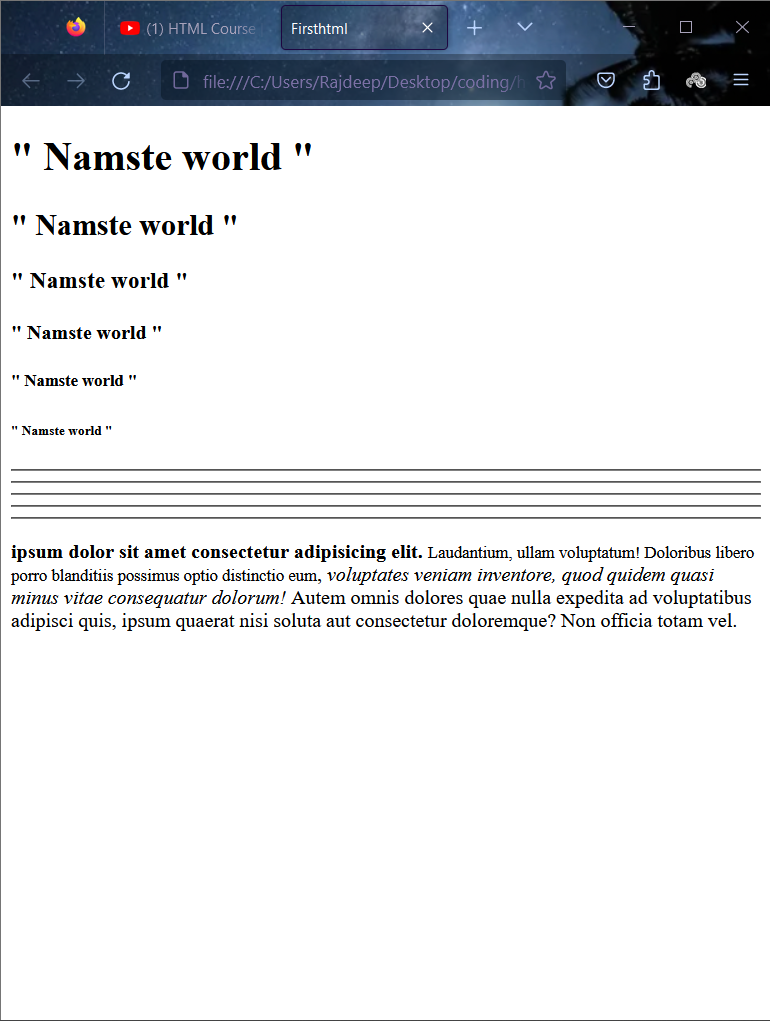 (1) HTML Course
Firsthtml
file:///C:/Users/Rajdeep/Desktop/coding/h
" Namste world "
" Namste world "
" Namste world "
" Namste world "
" Namste world "
" Namste world "
ipsum dolor sit amet consectetur adipisicing elit. Laudantium, ullam voluptatum! Doloribus libero
porro blanditiis possimus optio distinctio eum, voluptates veniam inventore, quod quidem quasi
minus vitae consequatur dolorum! Autem omnis dolores quae nulla expedita ad voluptatibus
adipisci quis, ipsum quaerat nisi soluta aut consectetur doloremque? Non officia totam vel.